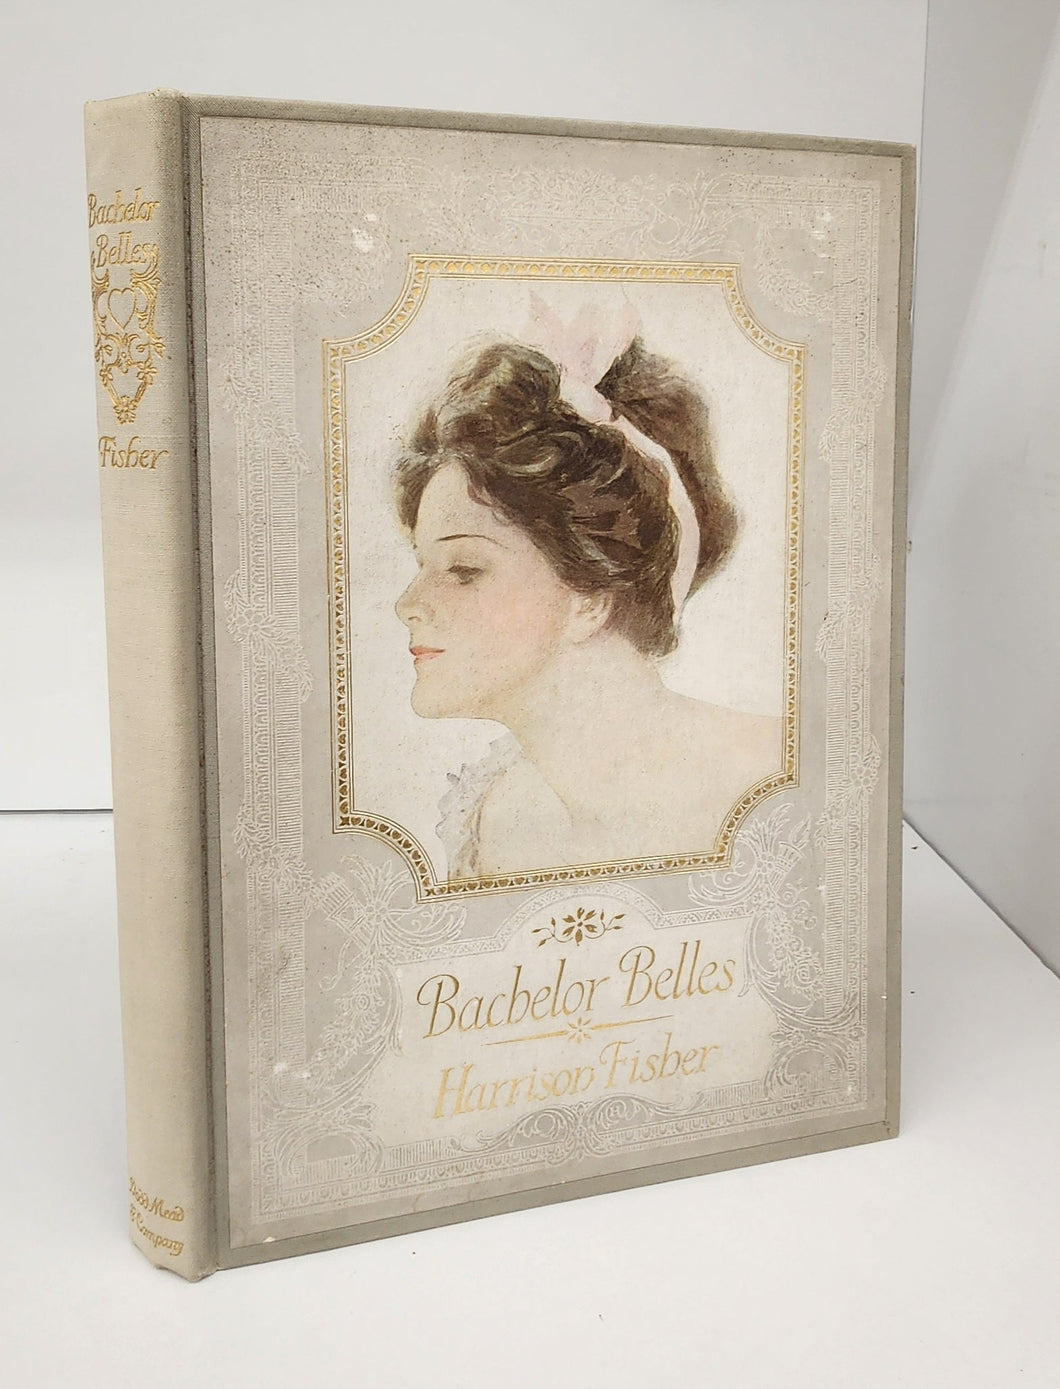 Bachelor
Belles
Fisher
Dodd Mead
& Company
Bachelor Belles
Harrison Fisher